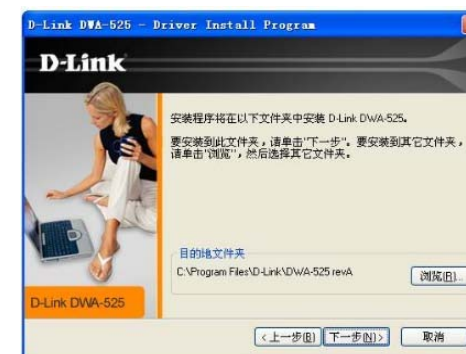 D-Link DWA-525 - Driver Install Program
D-Link
安装程序将在以下文件夹中安装 D-Link DWA-525。
要安装到此文件夹，请单击"下一步"。要安装到其它文件夹，
请单击"浏览"，然后选择其它文件夹。
目的地文件夹
C:\Program Files\D-Link\DWA-525 revA
浏览(R)...
D-Link DWA-525
<上一步(B)
下一步(N)>
取消